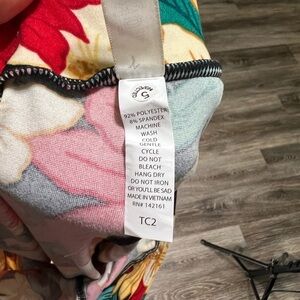 92% POLYESTER
8% SPANDEX
MACHINE
WASH
COLD
GENTLE
CYCLE
DO NOT
BLEACH
HANG DRY
DO NOT IRON
OR YOU'LL BE SAD
MADE IN VIETNAM
RN# 142161
TC2